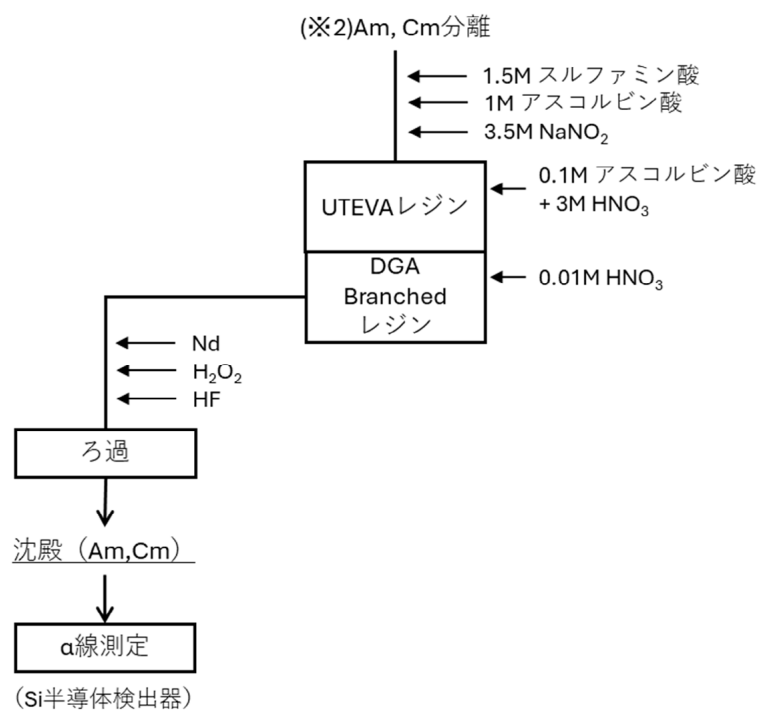 (※2)Am, Cm分離
1.5M スルファミン酸
1M アスコルビン酸
3.5M NaNO₂
UTEVAレジン
0.1M アスコルビン酸
+ 3M HNO₃
DGA
Branched
レジン
0.01M HNO₃
Nd
H₂O₂
HF
ろ過
沈殿（Am,Cm）
α線測定
（Si半導体検出器）